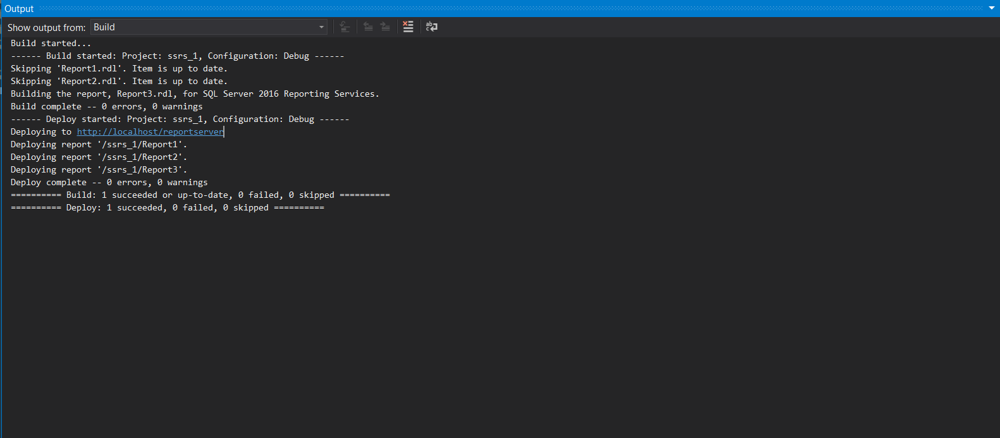 Output
Show output from: Build
Build started...
------ Build started: Project: ssrs_1, Configuration: Debug ------
Skipping 'Report1.rdl'. Item is up to date.
Skipping 'Report2.rdl'. Item is up to date.
Building the report, Report3.rdl, for SQL Server 2016 Reporting Services.
Build complete -- 0 errors, 0 warnings
------ Deploy started: Project: ssrs_1, Configuration: Debug ------
Deploying to http://localhost/reportserver
Deploying report '/ssrs_1/Report1'.
Deploying report '/ssrs_1/Report2'.
Deploying report '/ssrs_1/Report3'.
Deploy complete -- 0 errors, 0 warnings
========== Build: 1 succeeded or up-to-date, 0 failed, 0 skipped ==========
========== Deploy: 1 succeeded, 0 failed, 0 skipped ==========